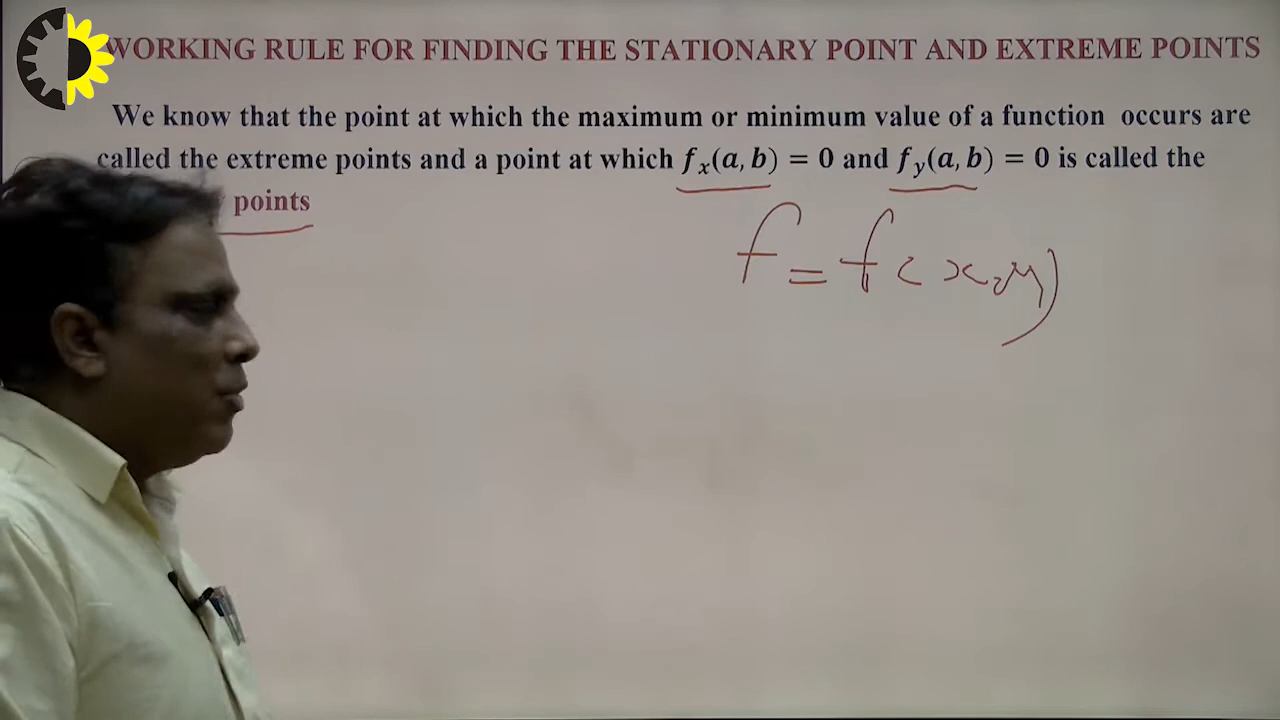 WORKING RULE FOR FINDING THE STATIONARY POINT AND EXTREME POINTS
We know that the point at which the maximum or minimum value of a function occurs are
called the extreme points and a point at which fₓ(a, b) = 0 and f_y(a, b) = 0 is called the
points
f = f(x, y)